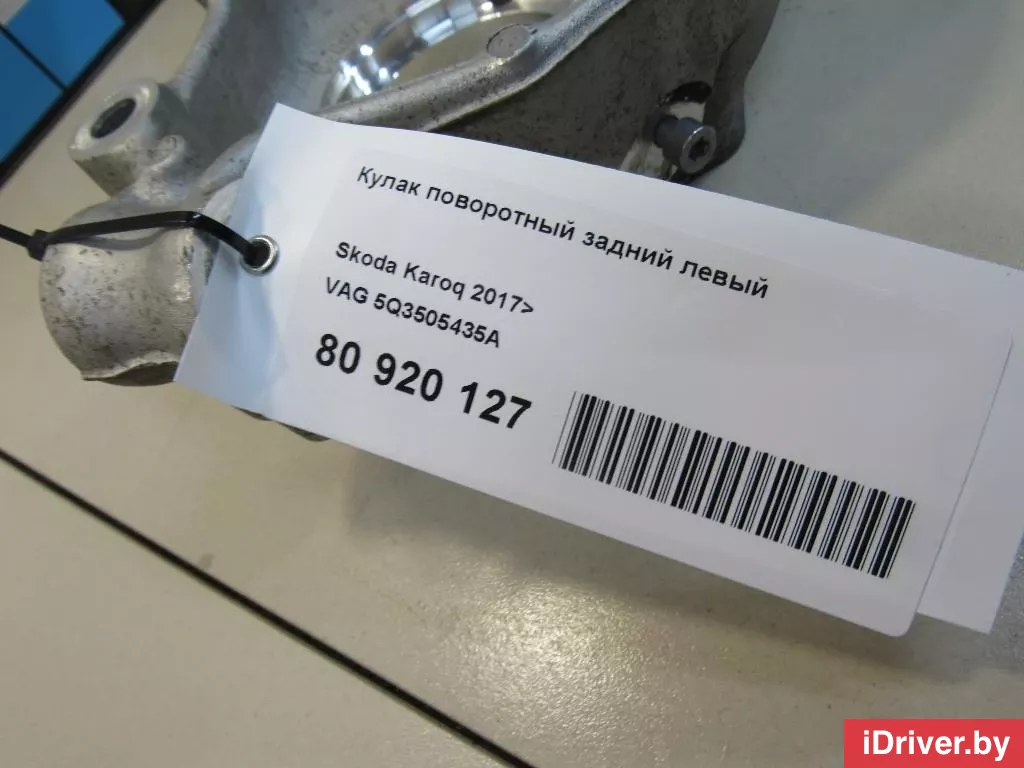 Кулак поворотный задний левый
Skoda Karoq 2017>
VAG 5Q3505435A
80 920 127
iDriver.by